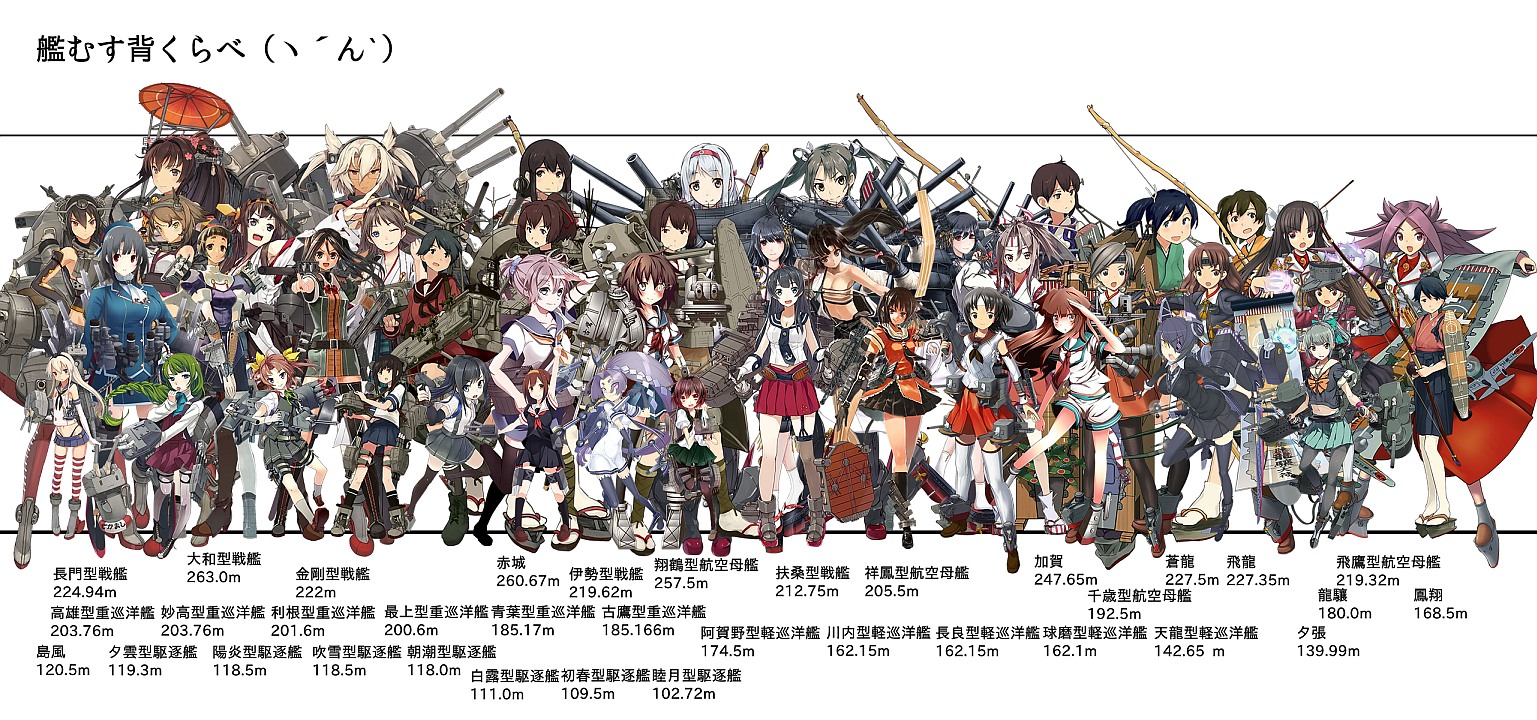 艦むす背くらべ（ヽ´ん`）
大和型戦艦
263.0m
長門型戦艦
224.94m
金剛型戦艦
222m
赤城
260.67m
伊勢型戦艦
219.62m
翔鶴型航空母艦
257.5m
扶桑型戦艦
212.75m
祥鳳型航空母艦
205.5m
加賀
247.65m
蒼龍
227.5m
飛龍
227.35m
飛鷹型航空母艦
219.32m
千歳型航空母艦
192.5m
龍驤
180.0m
鳳翔
168.5m
高雄型重巡洋艦
203.76m
妙高型重巡洋艦
203.76m
利根型重巡洋艦
201.6m
最上型重巡洋艦
200.6m
青葉型重巡洋艦
185.17m
古鷹型重巡洋艦
185.166m
阿賀野型軽巡洋艦
174.5m
川内型軽巡洋艦
162.15m
長良型軽巡洋艦
162.15m
球磨型軽巡洋艦
162.1m
天龍型軽巡洋艦
142.65 m
夕張
139.99m
島風
120.5m
夕雲型駆逐艦
119.3m
陽炎型駆逐艦
118.5m
吹雪型駆逐艦
118.5m
朝潮型駆逐艦
118.0m
白露型駆逐艦
111.0m
初春型駆逐艦
109.5m
睦月型駆逐艦
102.72m